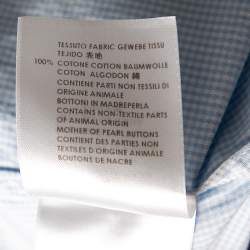 TESSUTO FABRIC GEWEBE TISSU
TEJIDO 表地
100% COTONE COTTON BAUMWOLLE
COTON ALGODON 綿
CONTIENE PARTI NON TESSILI DI
ORIGINE ANIMALE
BOTTONI IN MADREPERLA
CONTAINS NON-TEXTILE PARTS
OF ANIMAL ORIGIN
MOTHER OF PEARL BUTTONS
CONTIENT DES PARTIES NON
TEXTILES D'ORIGINE ANIMALE
BOUTONS DE NACRE